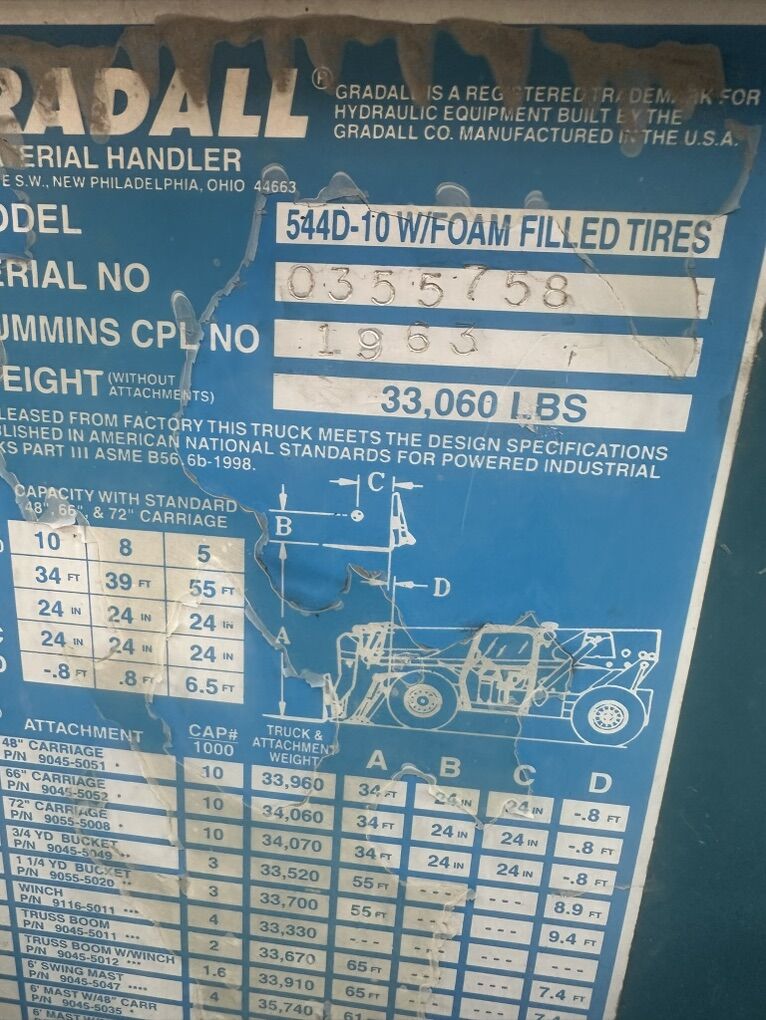 RADALL®
GRADALL IS A REGISTERED TRADEMARK FOR
HYDRAULIC EQUIPMENT BUILT BY THE
GRADALL CO. MANUFACTURED IN THE U.S.A.
ERIAL HANDLER
E S.W., NEW PHILADELPHIA, OHIO 44663
ODEL 544D-10 W/FOAM FILLED TIRES
ERIAL NO 0355758
UMMINS CPL NO 1963
EIGHT (WITHOUT ATTACHMENTS) 33,060 LBS
LEASED FROM FACTORY THIS TRUCK MEETS THE DESIGN SPECIFICATIONS
BLISHED IN AMERICAN NATIONAL STANDARDS FOR POWERED INDUSTRIAL
KS PART III ASME B56.6b-1998.
CAPACITY WITH STANDARD
48", 66", & 72" CARRIAGE
10 8 5
34 FT 39 FT 55 FT
24 IN 24 IN 24 IN
24 IN 24 IN 24 IN
-.8 FT .8 FT 6.5 FT
C
B
D
A
ATTACHMENT CAP# 1000 TRUCK & ATTACHMENT WEIGHT A B C D
48" CARRIAGE P/N 9045-5051 * 10 33,960 34 FT 24 IN 24 IN -.8 FT
66" CARRIAGE P/N 9045-5052 * 10 34,060 34 FT 24 IN 24 IN -.8 FT
72" CARRIAGE P/N 9055-5008 * 10 34,070 34 FT 24 IN 24 IN -.8 FT
3/4 YD BUCKET P/N 9045-5049 ** 3 33,520 55 FT --- --- 8.9 FT
1 1/4 YD BUCKET P/N 9055-5020 ** 3 33,700 55 FT --- --- 9.4 FT
WINCH P/N 9116-5011 *** 4 33,330 --- --- --- ---
TRUSS BOOM P/N 9045-5011 *** 2 33,670 65 FT --- --- 7.4 FT
TRUSS BOOM W/WINCH P/N 9045-5012 **** 1.6 33,910 65 FT
6' SWING MAST P/N 9045-5047 **** 4 35,740
6' MAST W/48" CARR P/N 9045-5035 *